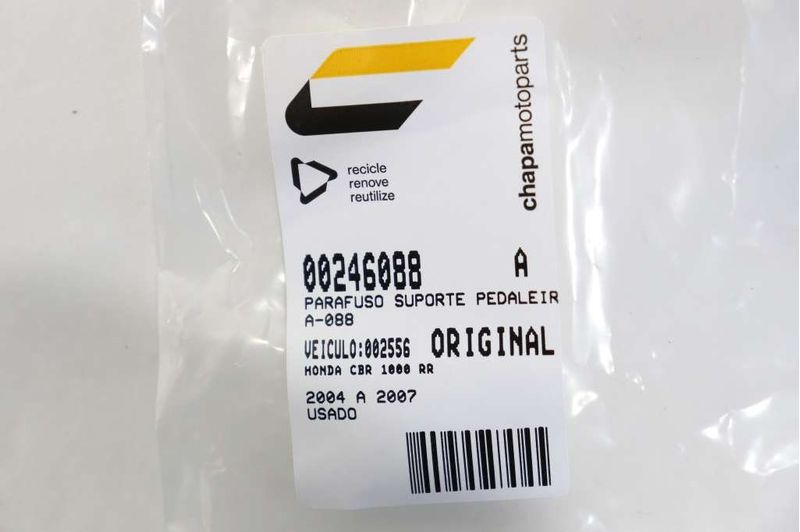 chapamotoparts
recicle
renove
reutilize
00246088 A
PARAFUSO SUPORTE PEDALEIR
A-088
VEICULO:002556 ORIGINAL
HONDA CBR 1000 RR
2004 A 2007
USADO